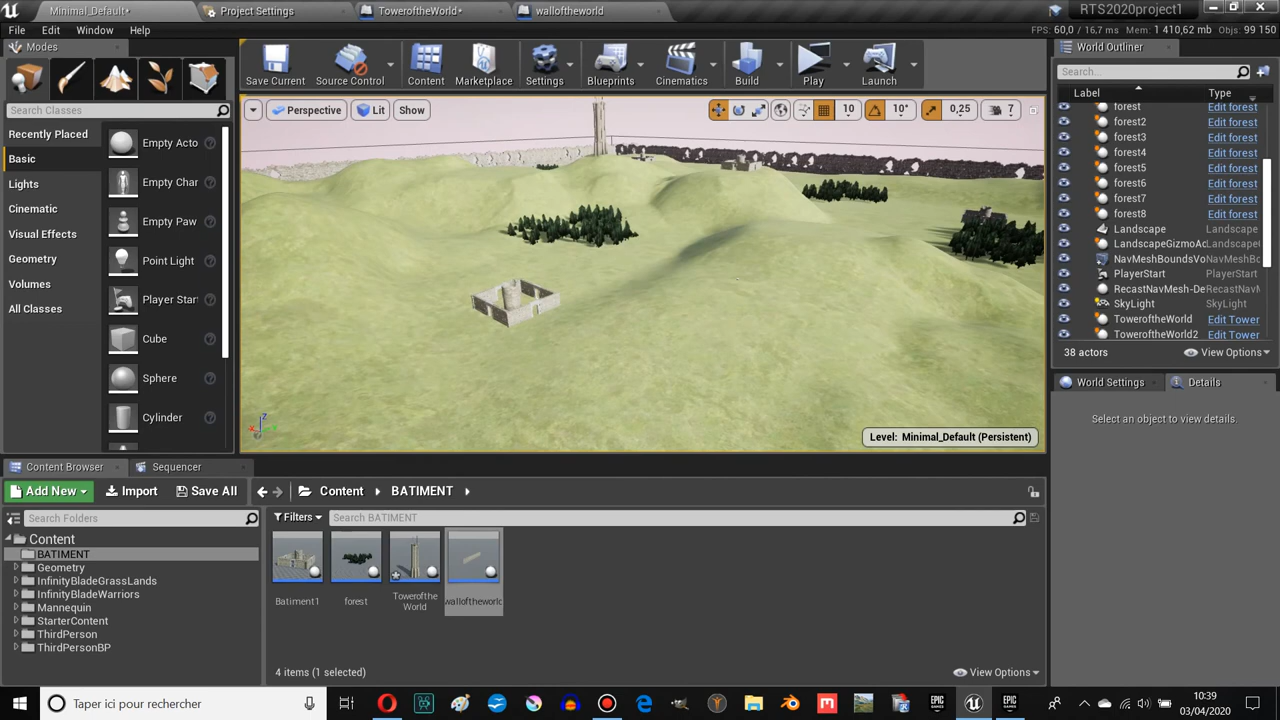 Minimal_Default•
Project Settings
ToweroftheWorld•
walloftheworld
RTS2020project1
File
Edit
Window
Help
FPS: 60,0 / 16,7 ms
Mem: 1 410,62 mb
Objs: 99 150
Modes
Search Classes
Recently Placed
Basic
Lights
Cinematic
Visual Effects
Geometry
Volumes
All Classes
Empty Acto
Empty Char
Empty Paw
Point Light
Player Star
Cube
Sphere
Cylinder
Save Current
Source Control
Content
Marketplace
Settings
Blueprints
Cinematics
Build
Play
Launch
Perspective
Lit
Show
10
10°
0,25
7
Level: Minimal_Default (Persistent)
World Outliner
Search...
Label
Type
forest Edit forest
forest2 Edit forest
forest3 Edit forest
forest4 Edit forest
forest5 Edit forest
forest6 Edit forest
forest7 Edit forest
forest8 Edit forest
Landscape Landscape
LandscapeGizmoAc LandscapeG
NavMeshBoundsVo NavMeshBo
PlayerStart PlayerStart
RecastNavMesh-De RecastNavM
SkyLight SkyLight
ToweroftheWorld Edit Tower
ToweroftheWorld2 Edit Tower
38 actors
View Options
World Settings
Details
Select an object to view details.
Content Browser
Sequencer
Add New
Import
Save All
Content
BATIMENT
Search Folders
Filters
Search BATIMENT
Content
BATIMENT
Geometry
InfinityBladeGrassLands
InfinityBladeWarriors
Mannequin
StarterContent
ThirdPerson
ThirdPersonBP
Batiment1
forest
Towerofthe
World
walloftheworld
4 items (1 selected)
View Options
Taper ici pour rechercher
EPIC
GAMES
EPIC
GAMES
10:39
03/04/2020